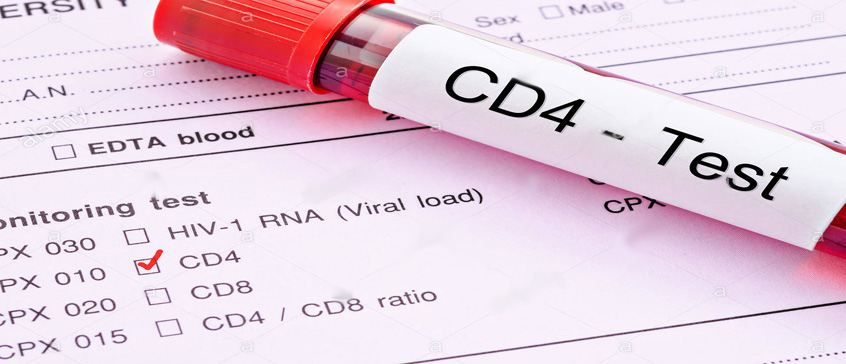 ERSITY
Sex □ Male
A.N.
□ EDTA blood
CD4 - Test
onitoring test
PX 030 □ HIV-1 RNA (Viral load)
PX 010 ☑ CD4
CPX 020 □ CD8
CPX 015 □ CD4 / CD8 ratio
CPX
alamy